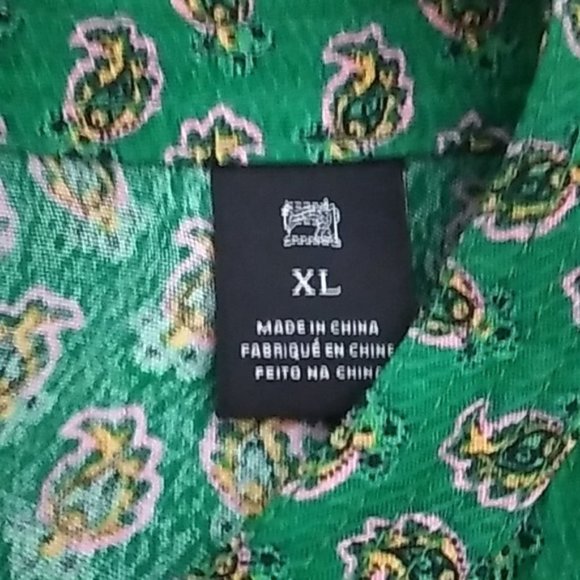 XL
MADE IN CHINA
FABRIQUÉ EN CHINE
FEITO NA CHINA